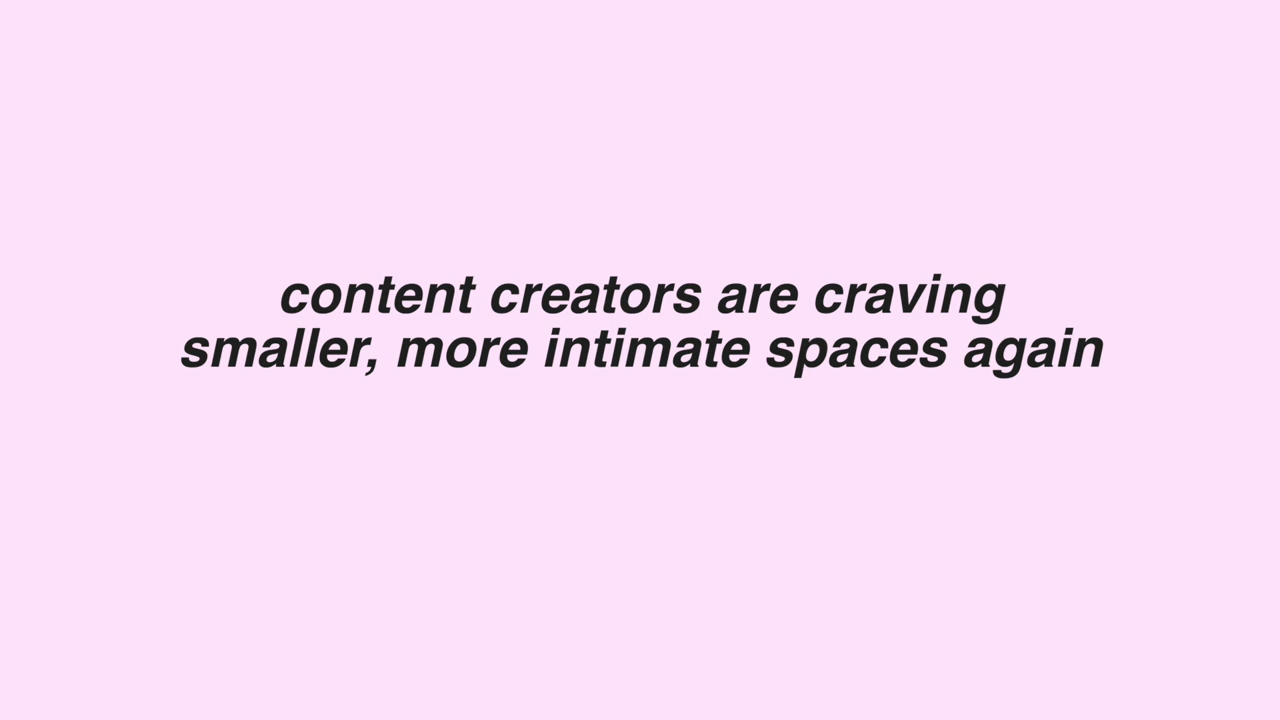 content creators are craving
smaller, more intimate spaces again